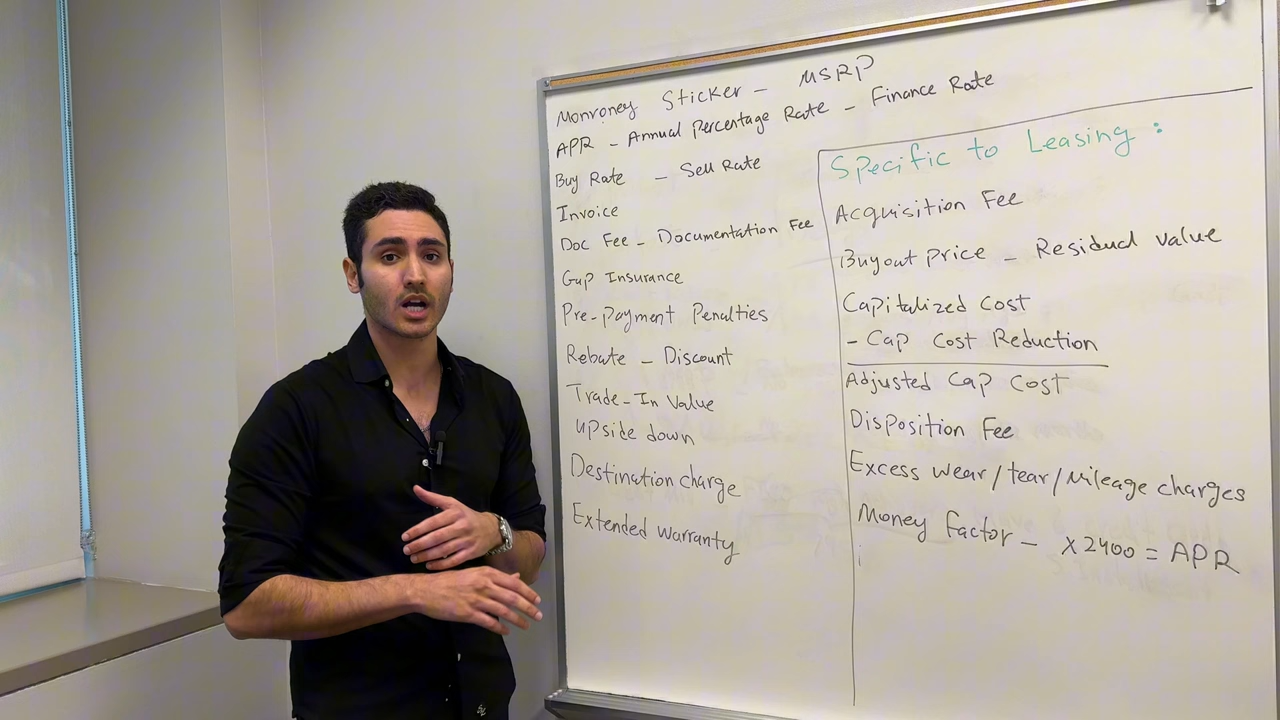 Monroney Sticker - MSRP
APR - Annual Percentage Rate - Finance Rate
Buy Rate - Sell Rate
Invoice
Doc Fee - Documentation Fee
Gap Insurance
Pre-payment Penalties
Rebate - Discount
Trade-In Value
Upside down
Destination charge
Extended warranty
Specific to Leasing:
Acquisition Fee
Buyout price - Residual value
Capitalized Cost
- Cap Cost Reduction
Adjusted Cap Cost
Disposition Fee
Excess wear/tear/Mileage charges
Money Factor - x2400 = APR